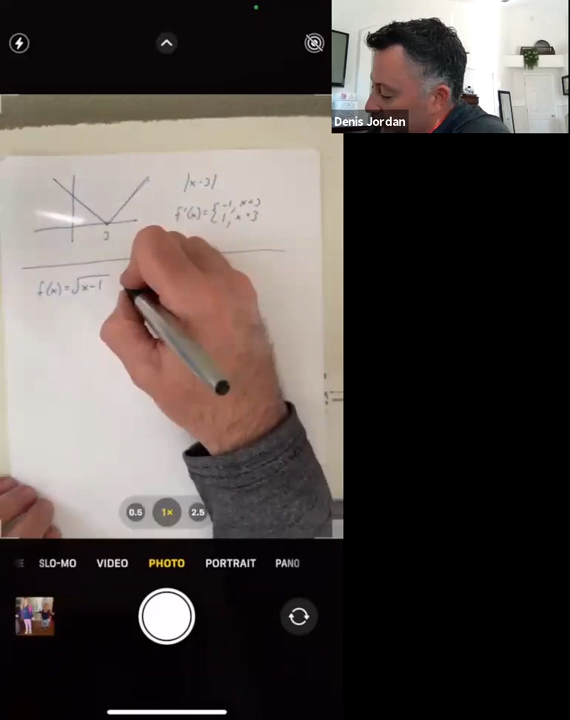 Denis Jordan
|x-3|
f'(x)={-1, x<3
1, x>3
3
f(x)=√x-1
0.5 1× 2.5
SLO-MO VIDEO PHOTO PORTRAIT PANO